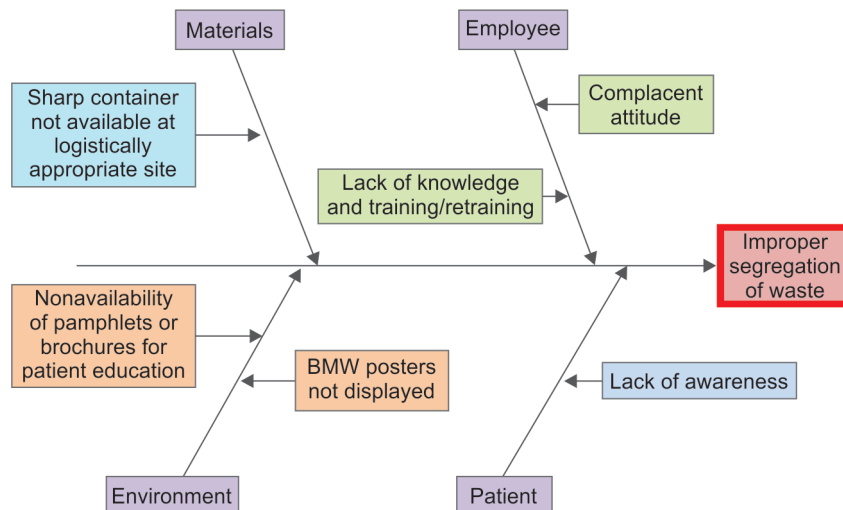 Materials
Employee
Sharp container
not available at
logistically
appropriate site
Complacent
attitude
Lack of knowledge
and training/retraining
Improper
segregation
of waste
Nonavailability
of pamphlets or
brochures for
patient education
BMW posters
not displayed
Lack of awareness
Environment
Patient